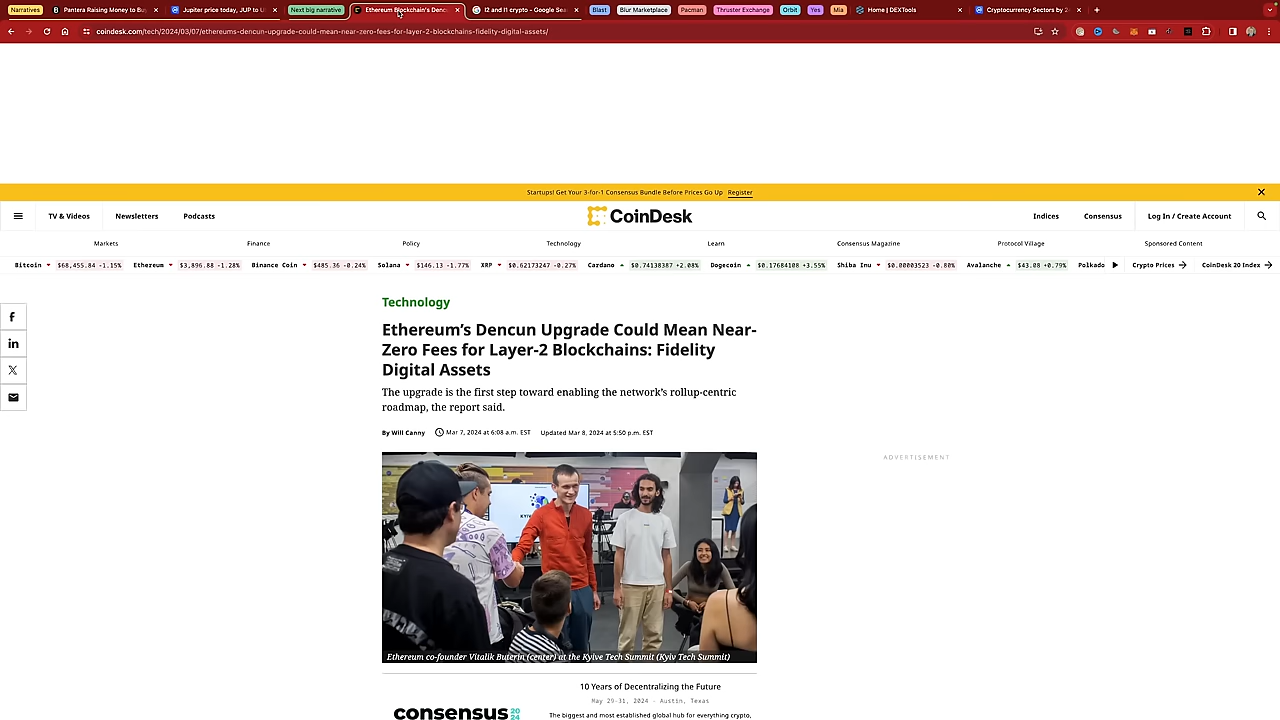 Narratives
Pantera Raising Money to Bu
Jupiter price today, JUP to U
Next big narrative
Ethereum Blockchain's Denc
l2 and l1 crypto - Google Sea
Blast
Blur Marketplace
Pacman
Thruster Exchange
Orbit
Yes
Mia
Home | DEXTools
Cryptocurrency Sectors by 24
coindesk.com/tech/2024/03/07/ethereums-dencun-upgrade-could-mean-near-zero-fees-for-layer-2-blockchains-fidelity-digital-assets/
Startups! Get Your 3-for-1 Consensus Bundle Before Prices Go Up Register
TV & Videos Newsletters Podcasts CoinDesk Indices Consensus Log In / Create Account
Markets Finance Policy Technology Learn Consensus Magazine Protocol Village Sponsored Content
Bitcoin $68,455.84 -1.15% Ethereum $3,896.88 -1.28% Binance Coin $485.36 -0.24% Solana $146.13 -1.77% XRP $0.62173247 -0.27% Cardano $0.74138387 +2.08% Dogecoin $0.17684108 +3.55% Shiba Inu $0.00003523 -0.80% Avalanche $43.08 +0.79% Polkado Crypto Prices CoinDesk 20 Index
Technology
Ethereum's Dencun Upgrade Could Mean Near-
Zero Fees for Layer-2 Blockchains: Fidelity
Digital Assets
The upgrade is the first step toward enabling the network's rollup-centric
roadmap, the report said.
By Will Canny Mar 7, 2024 at 6:08 a.m. EST Updated Mar 8, 2024 at 5:50 p.m. EST
ADVERTISEMENT
Ethereum co-founder Vitalik Buterin (center) at the Kyive Tech Summit (Kyiv Tech Summit)
10 Years of Decentralizing the Future
May 29-31, 2024 - Austin, Texas
consensus 2024
The biggest and most established global hub for everything crypto,